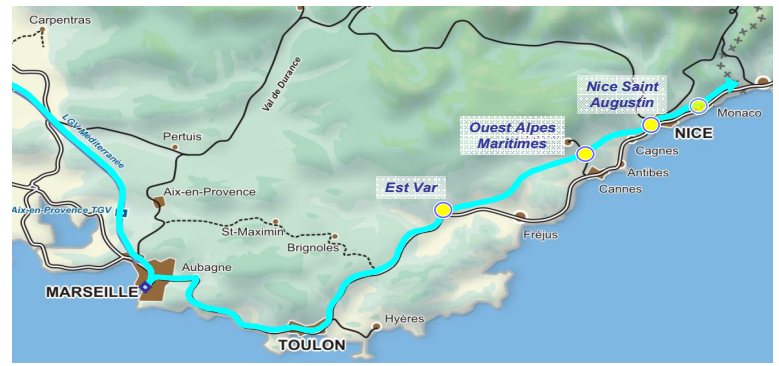 Carpentras
Val de Durance
LGV Méditerranée
Pertuis
Aix-en-Provence
Aix-en-Provence TGV
St-Maximin
Brignoles
Aubagne
MARSEILLE
TOULON
Hyères
Est Var
Fréjus
Ouest Alpes
Maritimes
Cannes
Antibes
Cagnes
Nice Saint
Augustin
NICE
Monaco